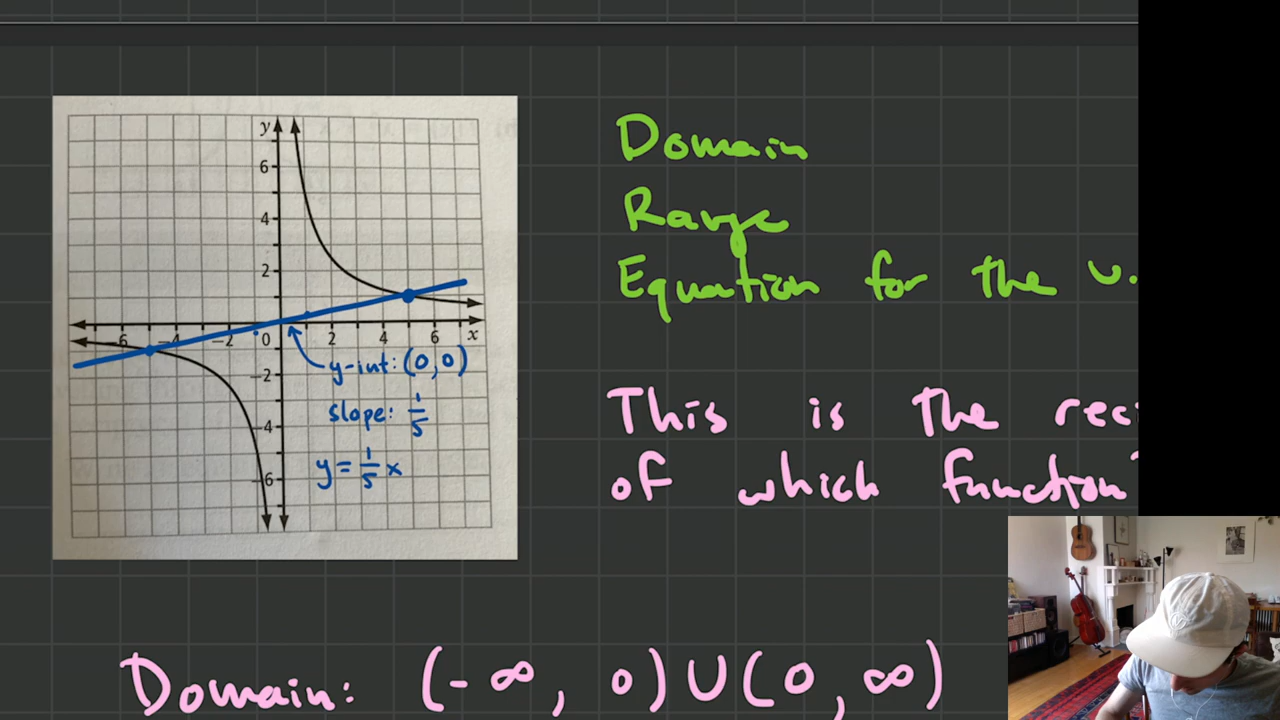 Domain
Range
Equation for the v.
This is the reci
of which function?
y
6
4
2
-6 -4 -2 0 2 4 6 x
-2
-4
-6
y-int: (0,0)
slope: 1/5
y = 1/5 x
Domain: (-∞, 0) U (0, ∞)